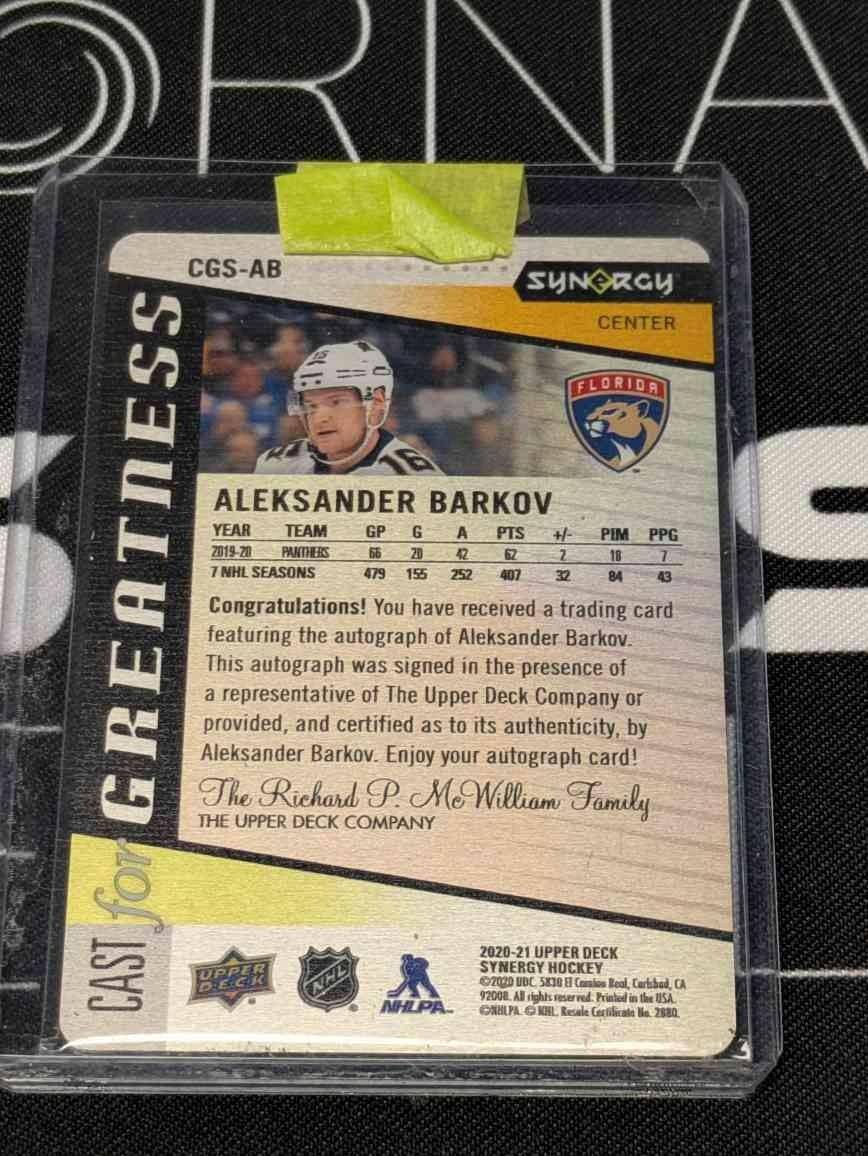 RNA
CGS-AB
SYNERGY
CENTER
15
16
FLORIDA
CAST for GREATNESS
ALEKSANDER BARKOV
YEAR TEAM GP G A PTS +/- PIM PPG
2019-20 PANTHERS 66 20 42 62 2 18 7
7 NHL SEASONS 479 155 252 407 32 84 43
Congratulations! You have received a trading card
featuring the autograph of Aleksander Barkov.
This autograph was signed in the presence of
a representative of The Upper Deck Company or
provided, and certified as to its authenticity, by
Aleksander Barkov. Enjoy your autograph card!
The Richard P. McWilliam Family
THE UPPER DECK COMPANY
UPPER DECK
NHL
NHLPA
2020-21 UPPER DECK
SYNERGY HOCKEY
©2020 UDC. 5830 El Camino Real, Carlsbad, CA
92008. All rights reserved. Printed in the USA.
©NHLPA. © NHL. Resale Certificate No. 2880.